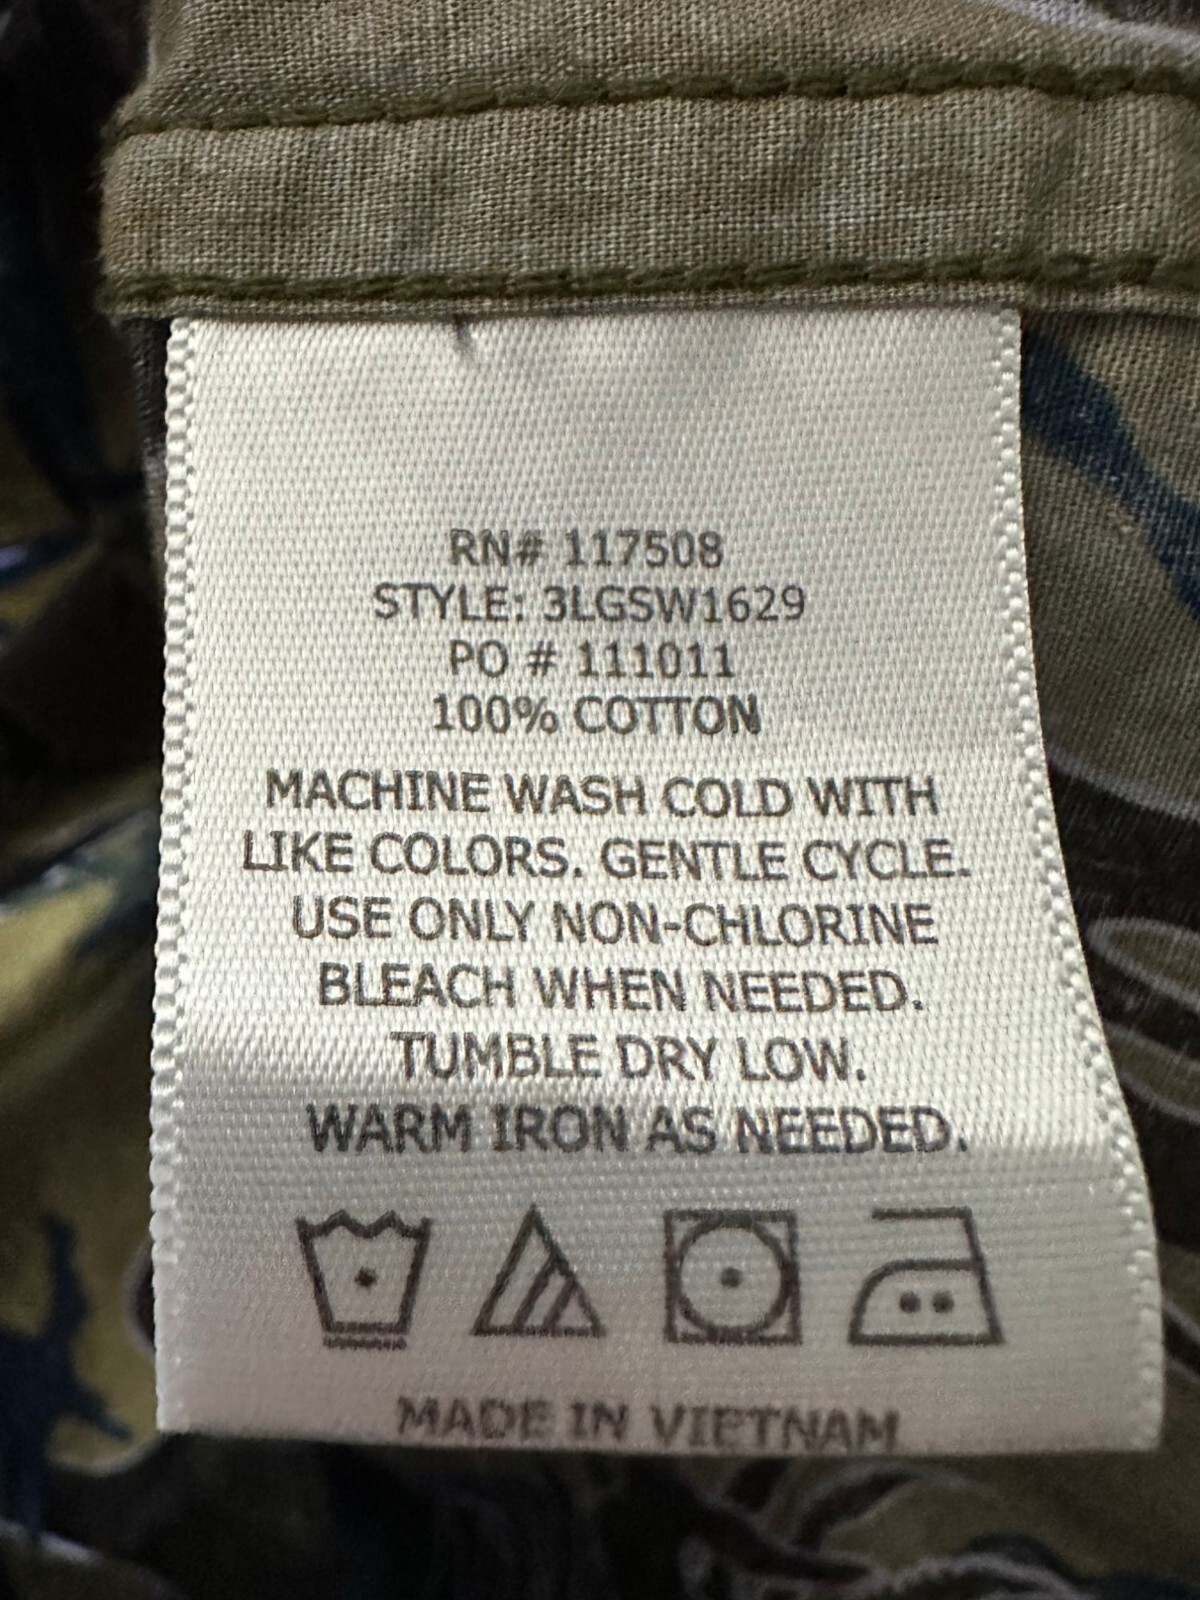 RN# 117508
STYLE: 3LGSW1629
PO # 111011
100% COTTON
MACHINE WASH COLD WITH
LIKE COLORS. GENTLE CYCLE.
USE ONLY NON-CHLORINE
BLEACH WHEN NEEDED.
TUMBLE DRY LOW.
WARM IRON AS NEEDED.
MADE IN VIETNAM